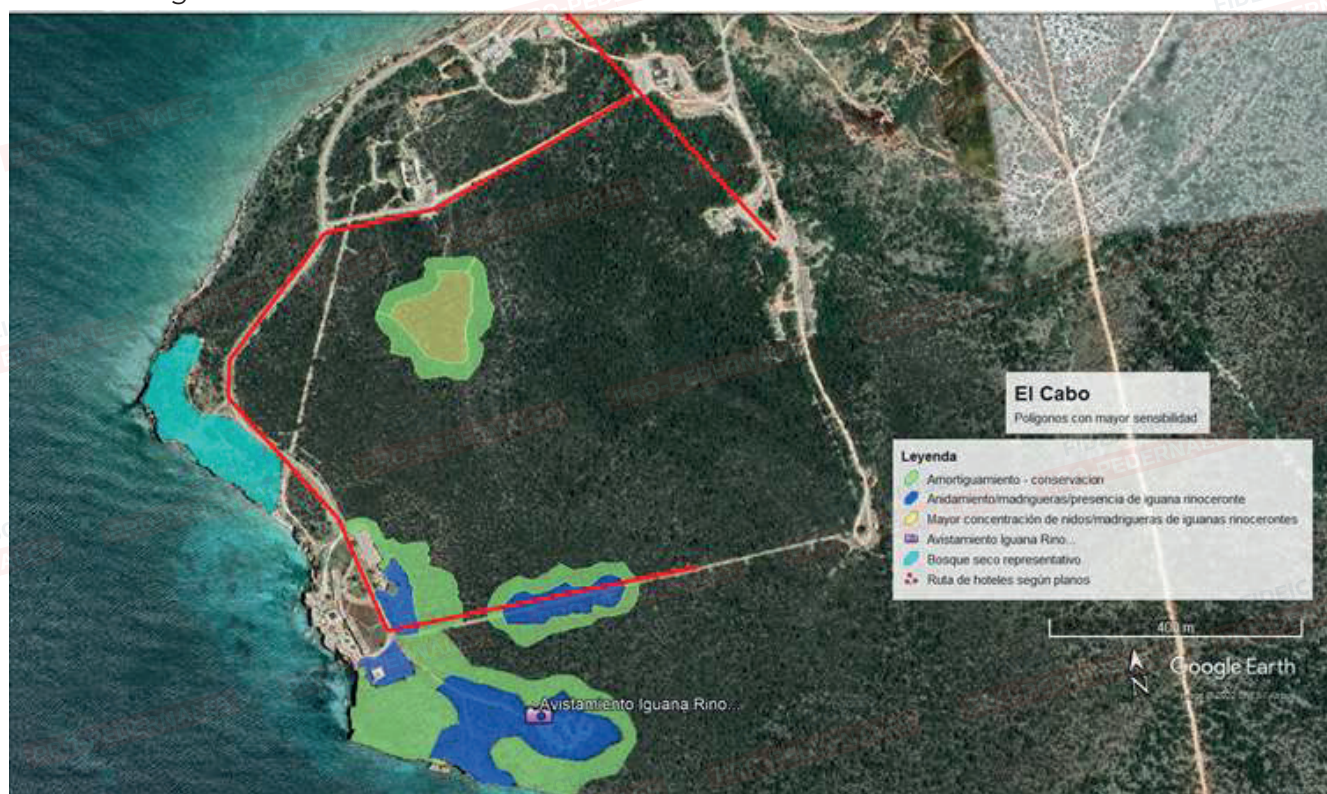 El Cabo
Polígonos con mayor sensibilidad
Leyenda
Amortiguamiento - conservacion
Anidamiento/madrigueras/presencia de iguana rinoceronte
Mayor concentración de nidos/madrigueras de iguanas rinocerontes
Avistamiento Iguana Rino...
Bosque seco representativo
Ruta de hoteles según planos
400 m
N
Google Earth
Avistamiento Iguana Rino...